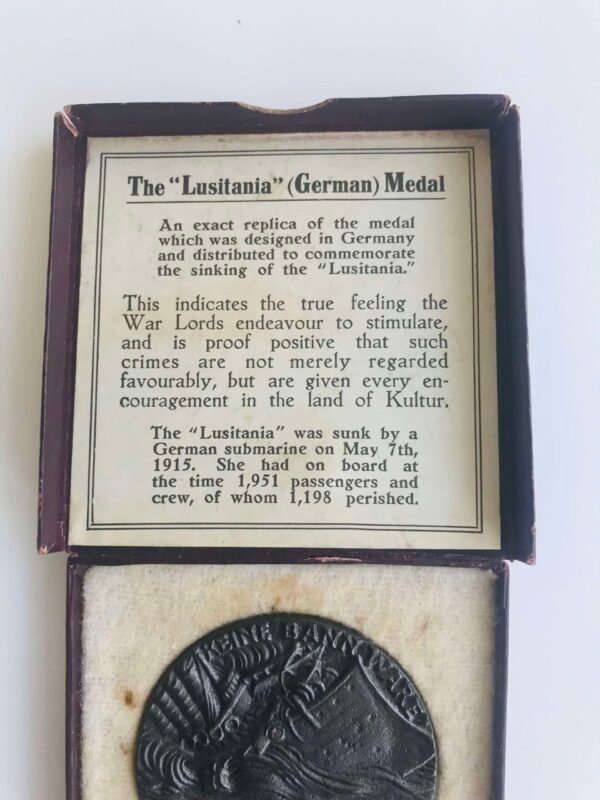 The "Lusitania" (German) Medal
An exact replica of the medal
which was designed in Germany
and distributed to commemorate
the sinking of the "Lusitania."
This indicates the true feeling the
War Lords endeavour to stimulate,
and is proof positive that such
crimes are not merely regarded
favourably, but are given every en-
couragement in the land of Kultur.
The "Lusitania" was sunk by a
German submarine on May 7th,
1915. She had on board at
the time 1,951 passengers and
crew, of whom 1,198 perished.
KEINE BANNWARE